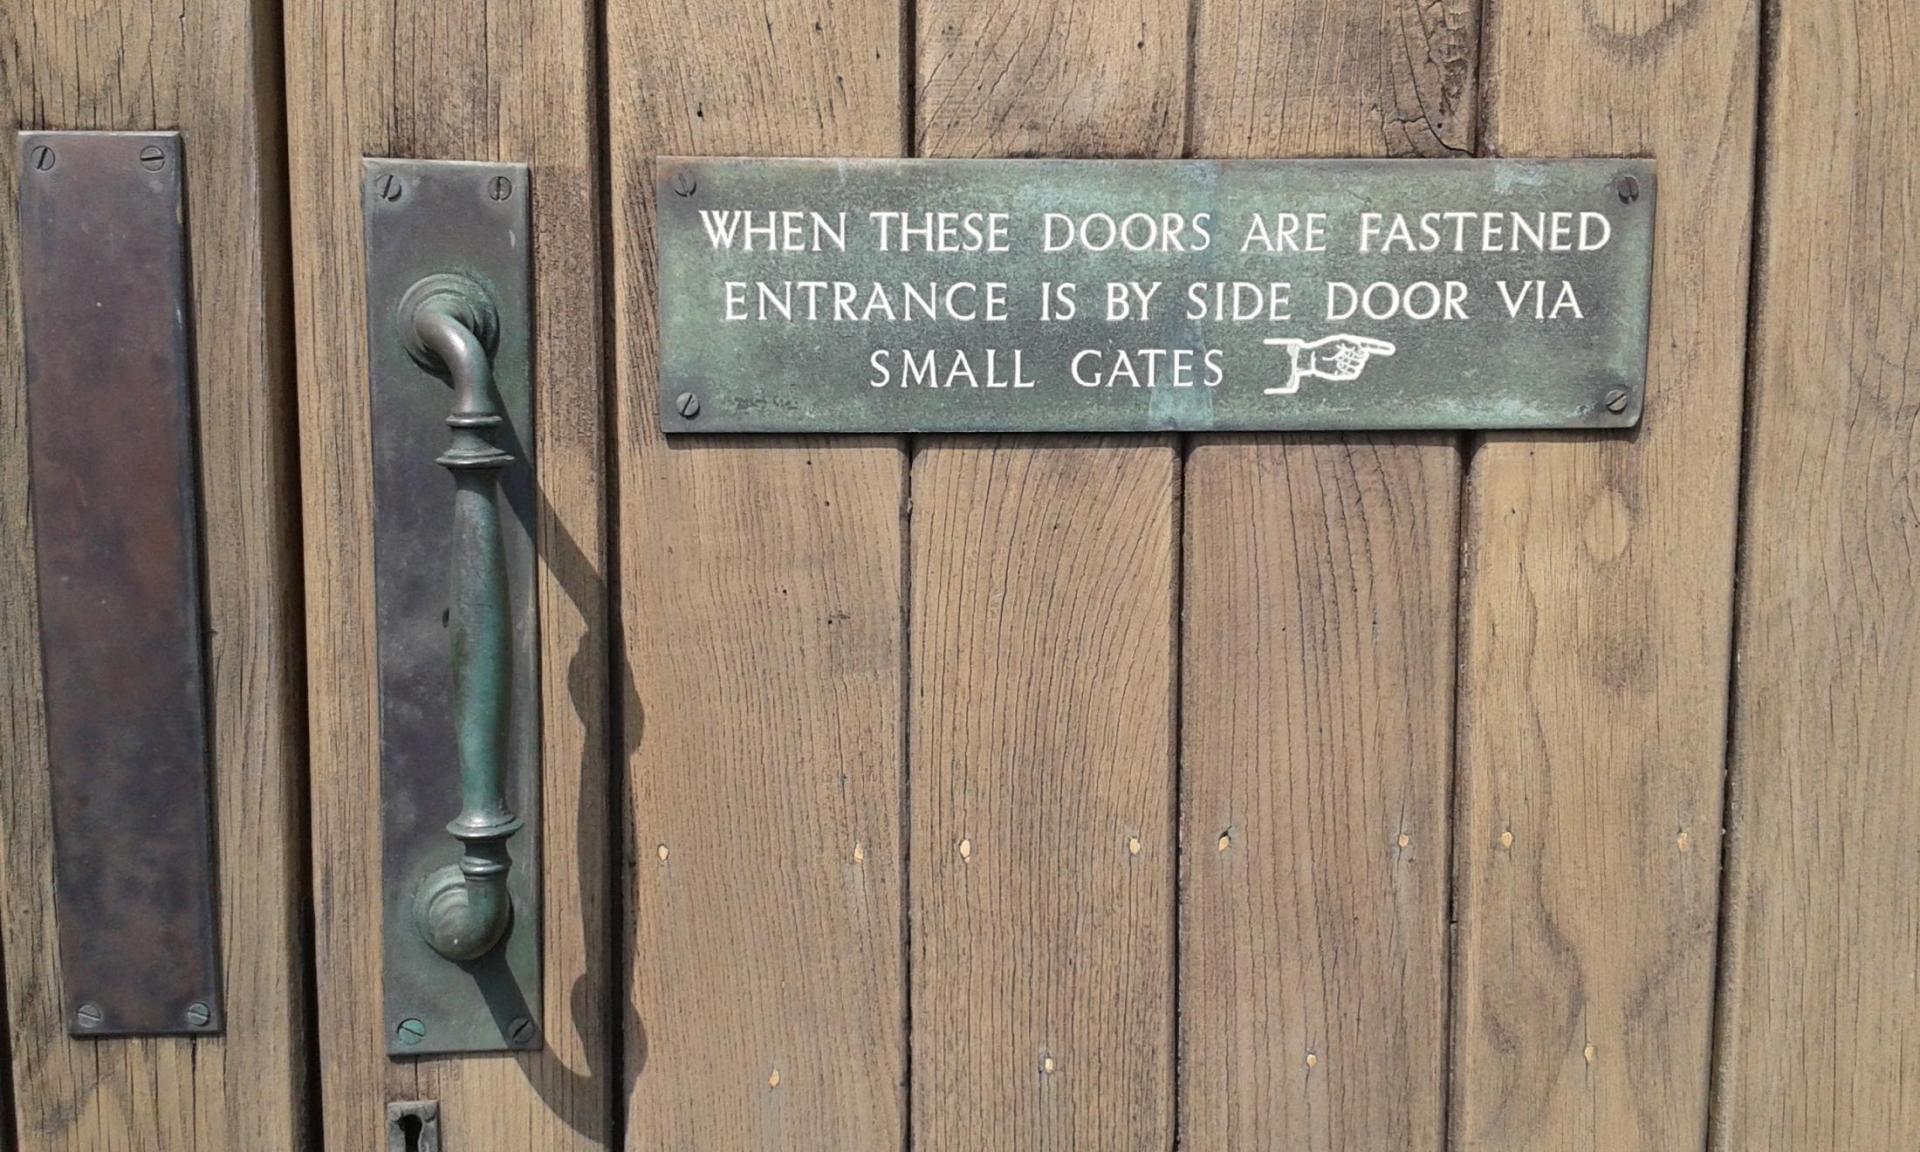 WHEN THESE DOORS ARE FASTENED
ENTRANCE IS BY SIDE DOOR VIA
SMALL GATES